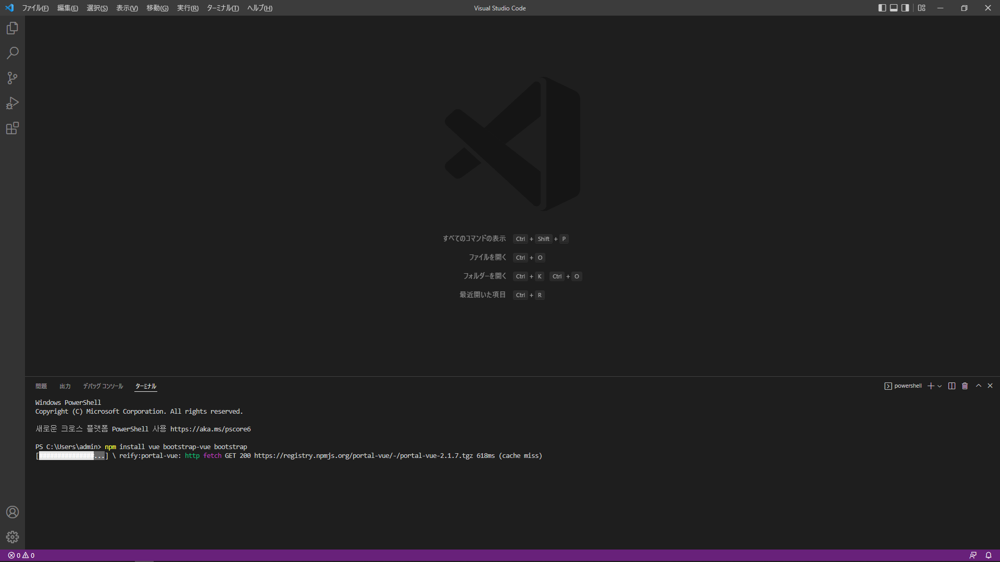 ファイル(F) 編集(E) 選択(S) 表示(V) 移動(G) 実行(R) ターミナル(T) ヘルプ(H) Visual Studio Code
すべてのコマンドの表示 Ctrl + Shift + P
ファイルを開く Ctrl + O
フォルダーを開く Ctrl + K Ctrl + O
最近開いた項目 Ctrl + R
問題 出力 デバッグ コンソール ターミナル powershell
Windows PowerShell
Copyright (C) Microsoft Corporation. All rights reserved.
새로운 크로스 플랫폼 PowerShell 사용 https://aka.ms/pscore6
PS C:\Users\admin> npm install vue bootstrap-vue bootstrap
[###############...] \ reify:portal-vue: http fetch GET 200 https://registry.npmjs.org/portal-vue/-/portal-vue-2.1.7.tgz 618ms (cache miss)
0 0